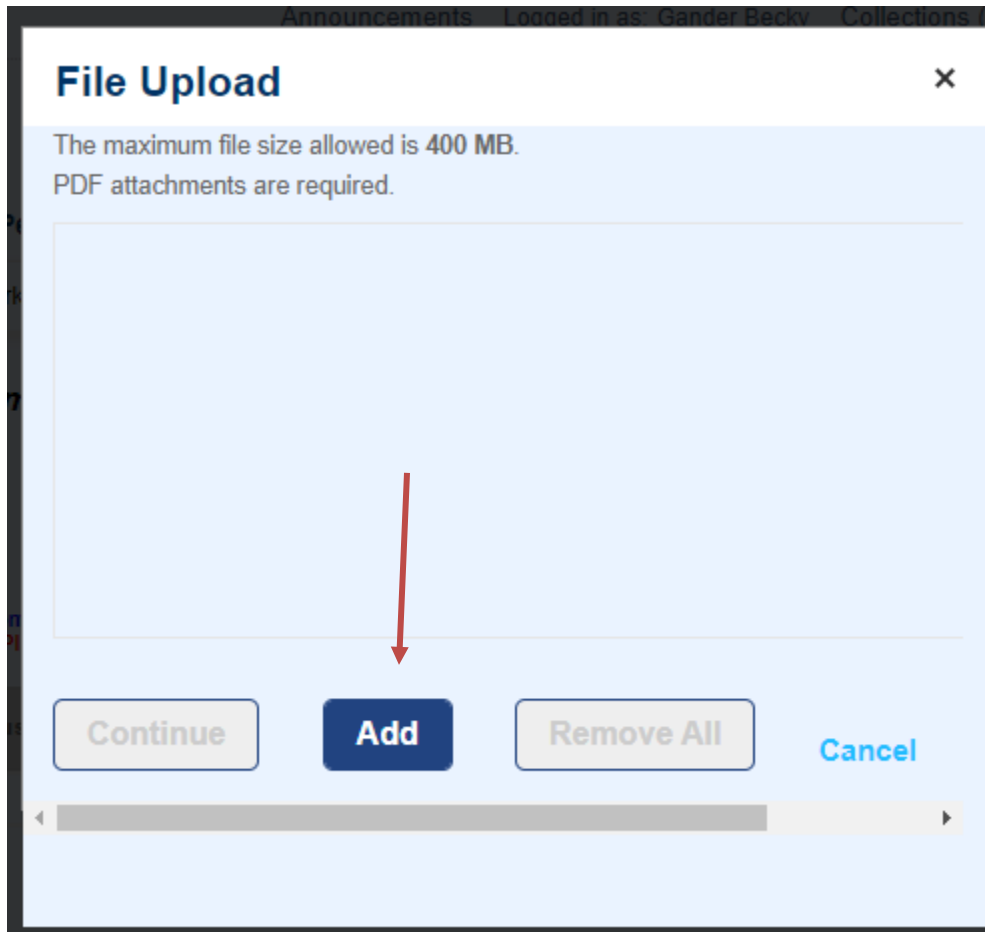 Announcements Logged in as: Gander Becky Collections
File Upload
×
The maximum file size allowed is 400 MB.
PDF attachments are required.
Continue
Add
Remove All
Cancel